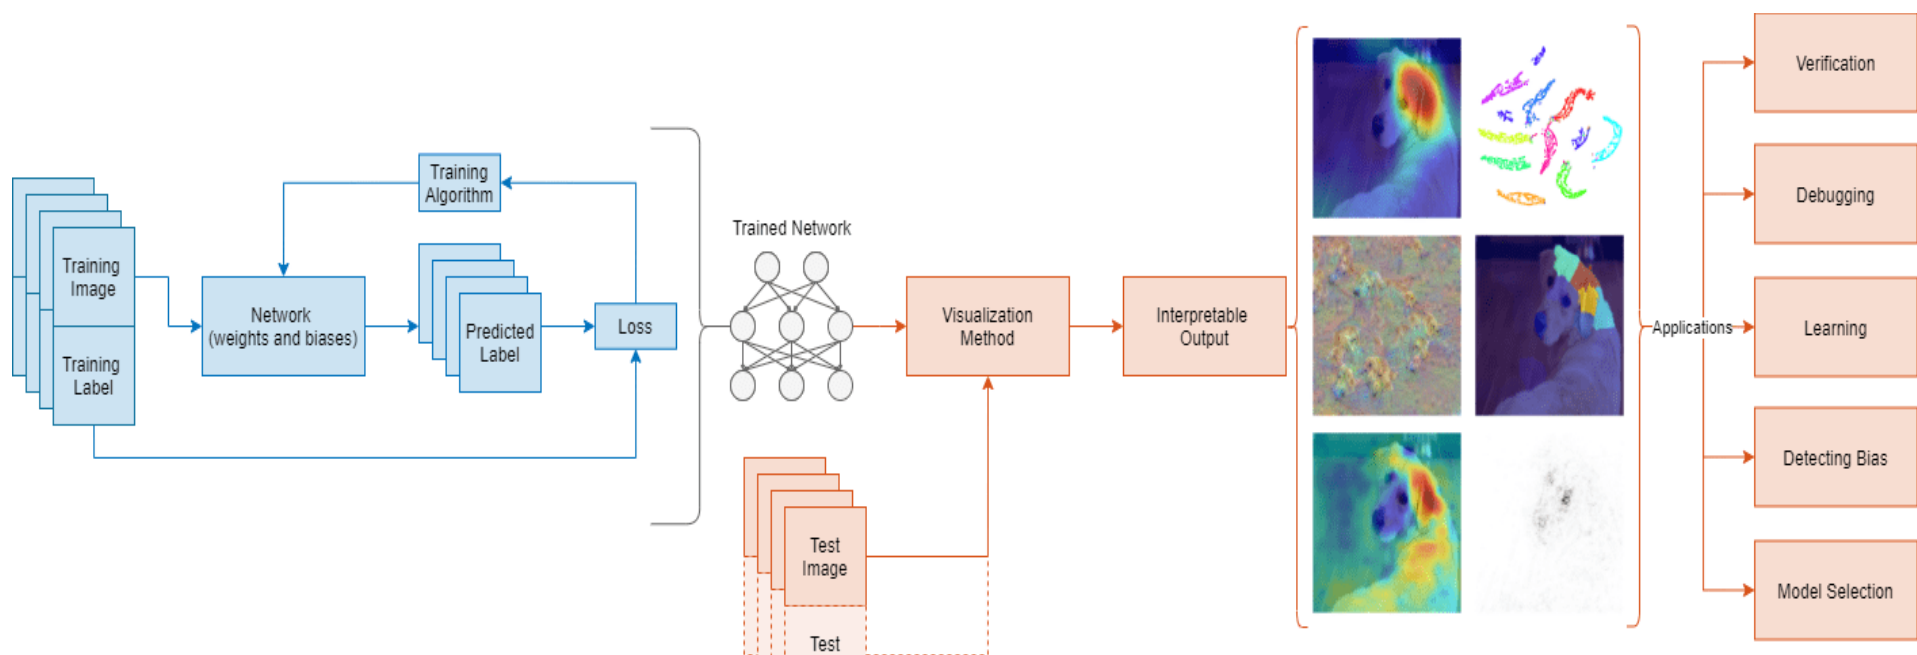 Training
Image
Training
Label
Network
(weights and biases)
Training
Algorithm
Predicted
Label
Loss
Trained Network
Test
Image
Test
Visualization
Method
Interpretable
Output
Applications
Verification
Debugging
Learning
Detecting Bias
Model Selection